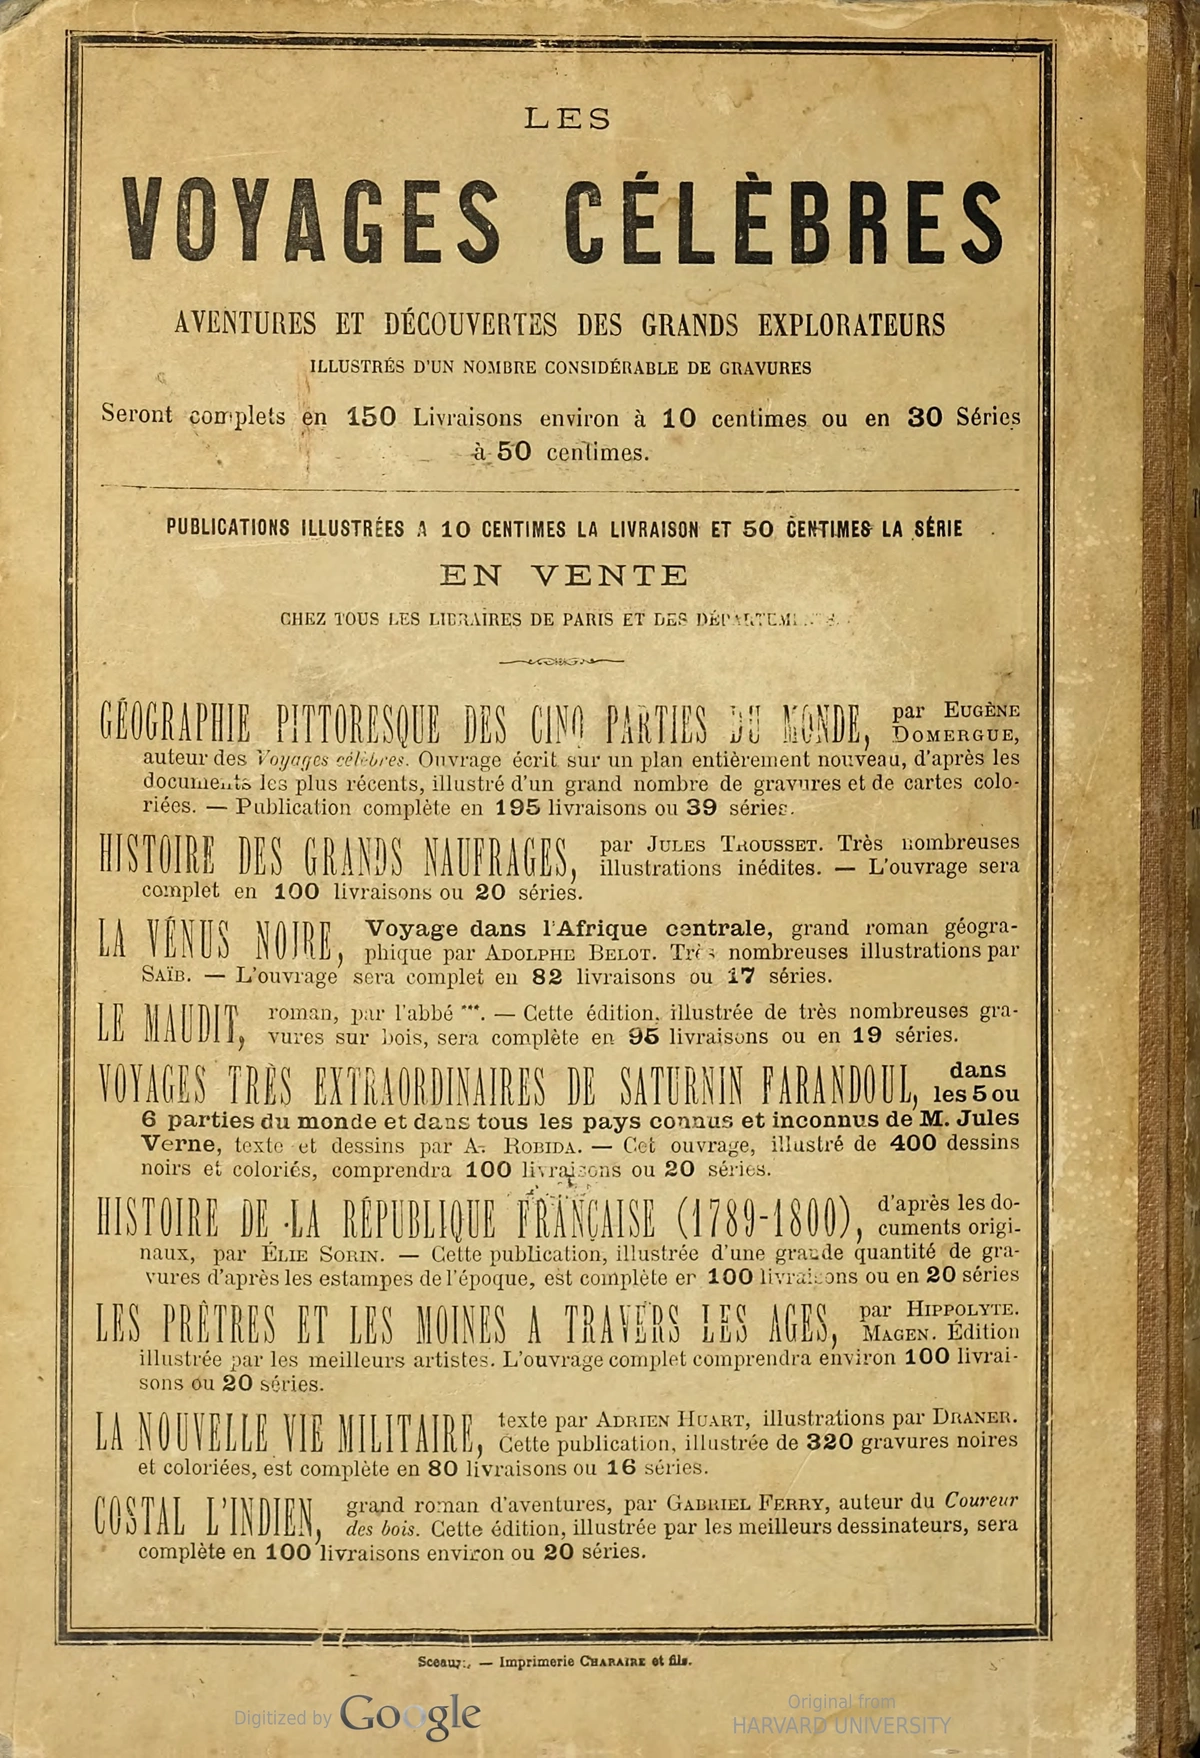 LES
VOYAGES CÉLÈBRES
AVENTURES ET DÉCOUVERTES DES GRANDS EXPLORATEURS
ILLUSTRÉS D'UN NOMBRE CONSIDÉRABLE DE GRAVURES
Seront complets en 150 Livraisons environ à 10 centimes ou en 30 Séries
à 50 centimes.
PUBLICATIONS ILLUSTRÉES A 10 CENTIMES LA LIVRAISON ET 50 CENTIMES LA SÉRIE
EN VENTE
CHEZ TOUS LES LIBRAIRES DE PARIS ET DES
GÉOGRAPHIE PITTORESQUE DES CINQ PARTIES DU MONDE, par EUGÈNE
DOMERGUE,
auteur des Voyages célèbres. Ouvrage écrit sur un plan entièrement nouveau, d'après les
documents les plus récents, illustré d'un grand nombre de gravures et de cartes colo-
riées. — Publication complète en 195 livraisons ou 39 séries.
HISTOIRE DES GRANDS NAUFRAGES, par JULES TROUSSET. Très nombreuses
illustrations inédites. — L'ouvrage sera
complet en 100 livraisons ou 20 séries.
LA VÉNUS NOIRE, Voyage dans l'Afrique centrale, grand roman géogra-
phique par ADOLPHE BELOT. Très nombreuses illustrations par
SAÏB. — L'ouvrage sera complet en 82 livraisons ou 17 séries.
LE MAUDIT, roman, par l'abbé ***. — Cette édition, illustrée de très nombreuses gra-
vures sur bois, sera complète en 95 livraisons ou en 19 séries.
VOYAGES TRÈS EXTRAORDINAIRES DE SATURNIN FARANDOUL, dans
les 5 ou
6 parties du monde et dans tous les pays connus et inconnus de M. Jules
Verne, texte et dessins par A. ROBIDA. — Cet ouvrage, illustré de 400 dessins
noirs et coloriés, comprendra 100 livraisons ou 20 séries.
HISTOIRE DE LA RÉPUBLIQUE FRANÇAISE (1789-1800), d'après les do-
cuments origi-
naux, par ÉLIE SORIN. — Cette publication, illustrée d'une grande quantité de gra-
vures d'après les estampes de l'époque, est complète en 100 livraisons ou en 20 séries
LES PRÊTRES ET LES MOINES A TRAVERS LES AGES, par HIPPOLYTE.
MAGEN. Édition
illustrée par les meilleurs artistes. L'ouvrage complet comprendra environ 100 livrai-
sons ou 20 séries.
LA NOUVELLE VIE MILITAIRE, texte par ADRIEN HUART, illustrations par DRANER.
Cette publication, illustrée de 320 gravures noires
et coloriées, est complète en 80 livraisons ou 16 séries.
COSTAL L'INDIEN, grand roman d'aventures, par GABRIEL FERRY, auteur du Coureur
des bois. Cette édition, illustrée par les meilleurs dessinateurs, sera
complète en 100 livraisons environ ou 20 séries.
Sceaux. — Imprimerie CHARAIRE et fils.
Digitized by Google
Original from
HARVARD UNIVERSITY